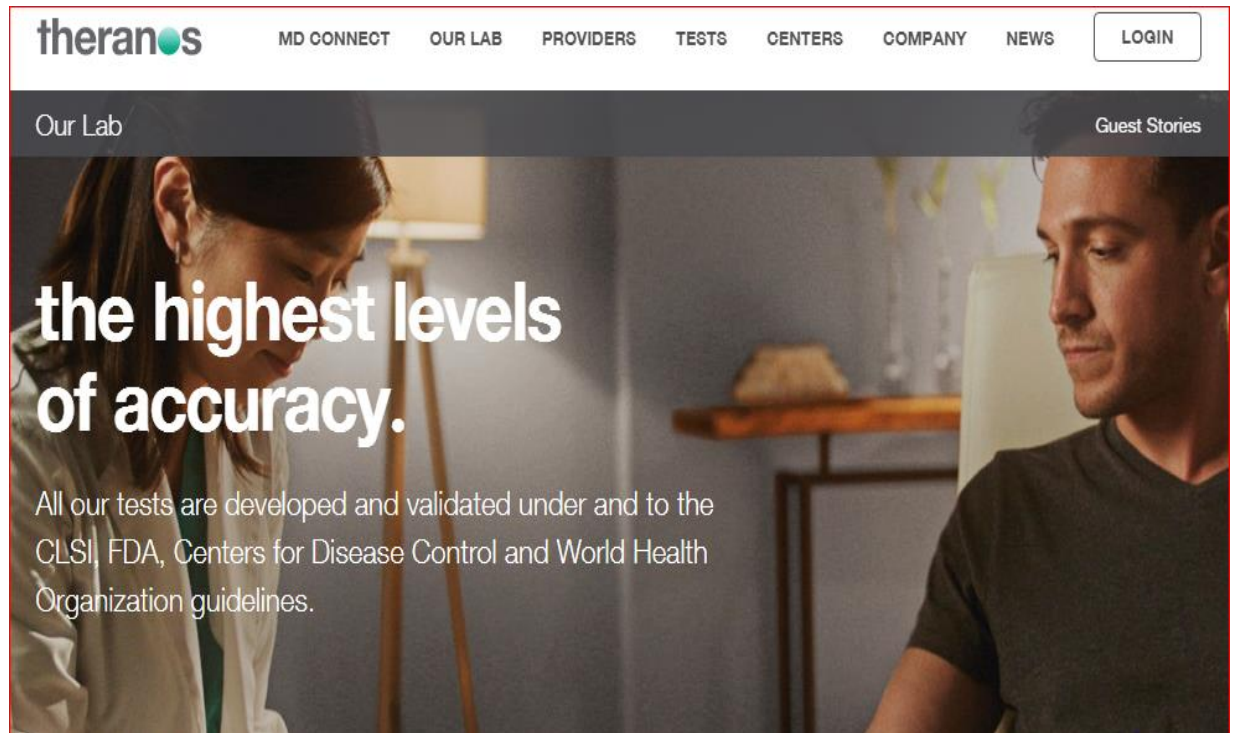 theranos
MD CONNECT OUR LAB PROVIDERS TESTS CENTERS COMPANY NEWS LOGIN
Our Lab Guest Stories
the highest levels
of accuracy.
All our tests are developed and validated under and to the
CLSI, FDA, Centers for Disease Control and World Health
Organization guidelines.